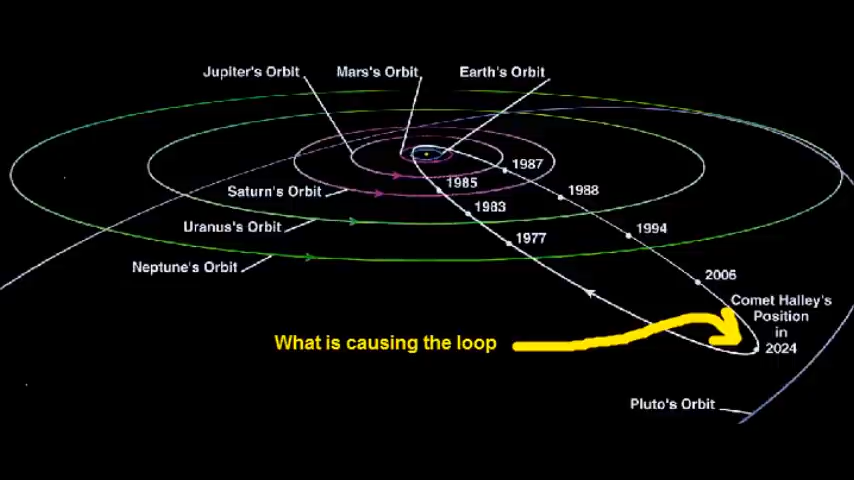 Jupiter's Orbit
Mars's Orbit
Earth's Orbit
1987
Saturn's Orbit
1985
1988
1983
Uranus's Orbit
1977
1994
Neptune's Orbit
2006
Comet Halley's
Position
in
2024
What is causing the loop
Pluto's Orbit